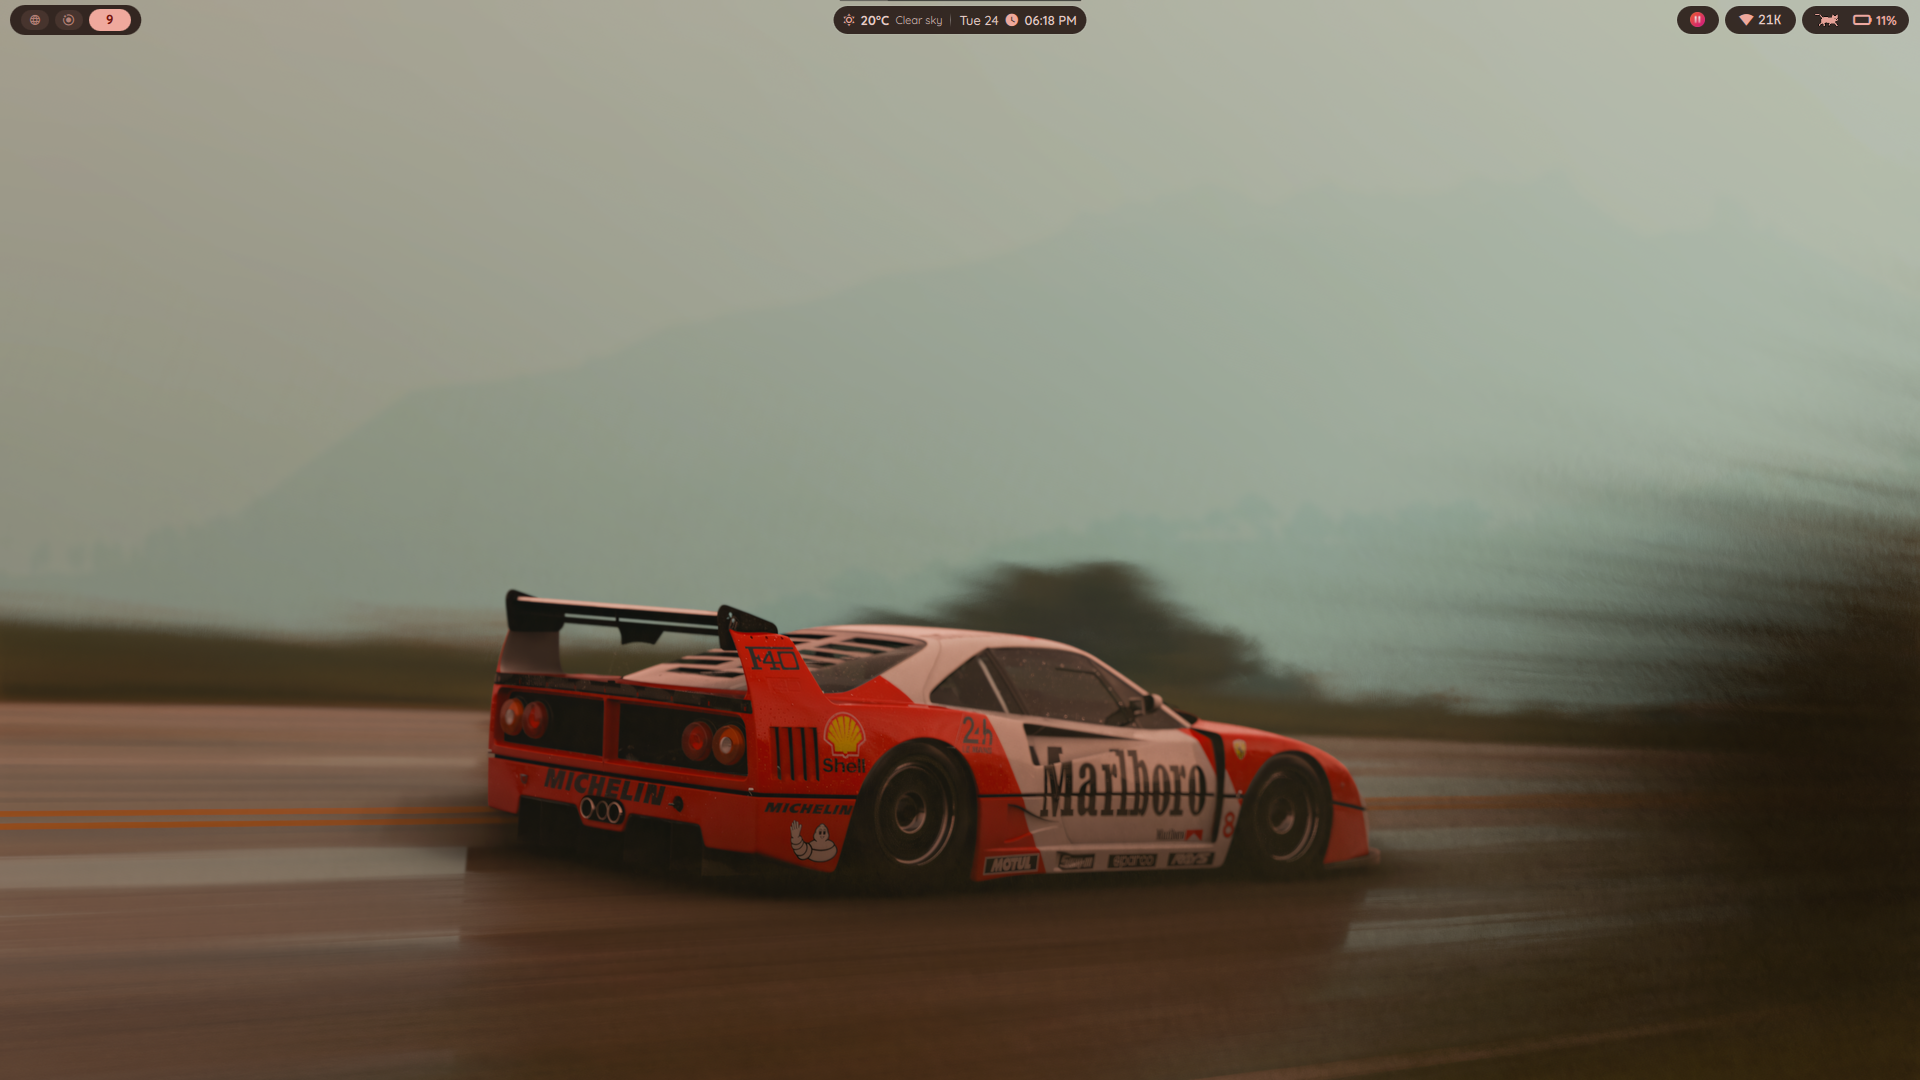 9
20°C Clear sky Tue 24 06:18 PM
21K
11%
F40
24h
Shell
Marlboro
MICHELIN
MICHELIN
Marlboro
8
MOTUL
sparco